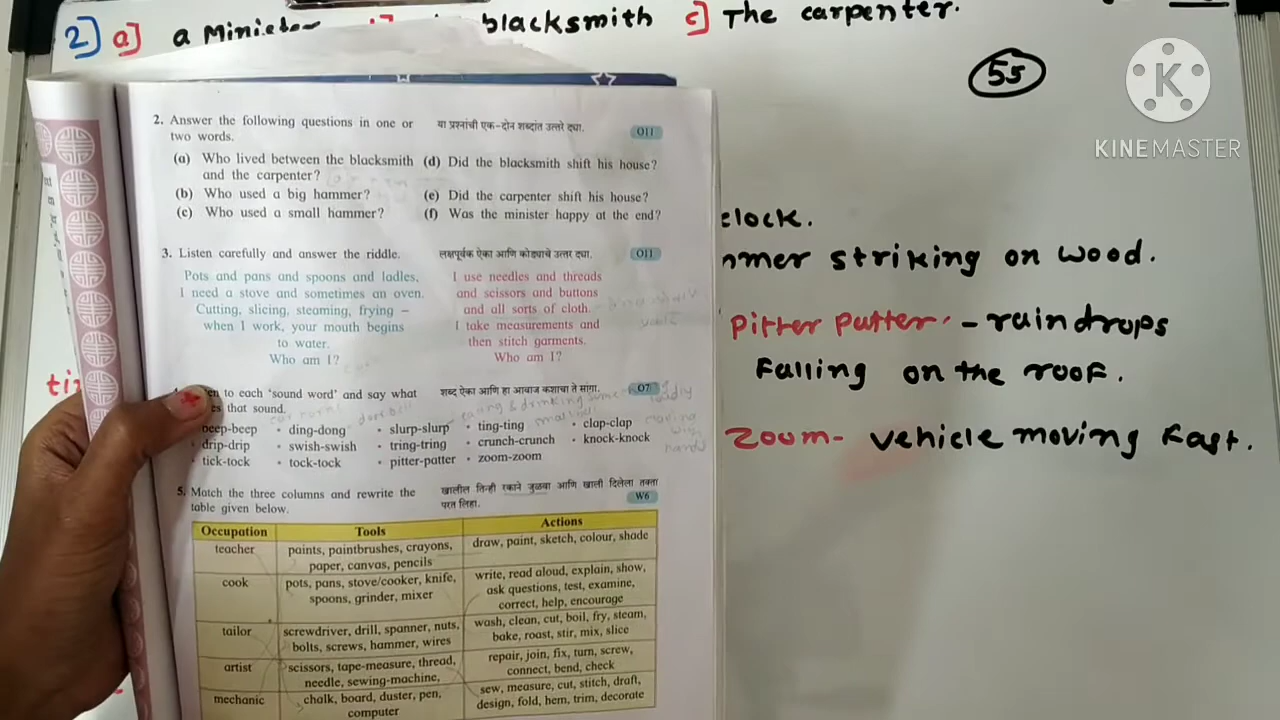 2] a] a Minister blacksmith c] The carpenter.
55
K
KINEMASTER
2. Answer the following questions in one or two words.
या प्रश्नांची एक-दोन शब्दांत उत्तरे दया.
O11
(a) Who lived between the blacksmith and the carpenter?
(b) Who used a big hammer?
(c) Who used a small hammer?
(d) Did the blacksmith shift his house?
(e) Did the carpenter shift his house?
(f) Was the minister happy at the end?
3. Listen carefully and answer the riddle.
लक्षपूर्वक ऐका आणि कोड्याचे उत्तर दया.
O11
Pots and pans and spoons and ladles,
I need a stove and sometimes an oven.
Cutting, slicing, steaming, frying –
when I work, your mouth begins
to water.
Who am I?
I use needles and threads
and scissors and buttons
and all sorts of cloth.
I take measurements and
then stitch garments.
Who am I?
to each 'sound word' and say what
that sound.
शब्द ऐका आणि हा आवाज कशाचा ते सांगा.
O7
beep-beep • ding-dong • slurp-slurp • ting-ting • clap-clap
drip-drip • swish-swish • tring-tring • crunch-crunch • knock-knock
• tick-tock • tock-tock • pitter-patter • zoom-zoom
5. Match the three columns and rewrite the
table given below.
खालील तिन्ही रकाने जुळवा आणि खाली दिलेला तक्ता
परत लिहा.
W6
Occupation Tools Actions
teacher paints, paintbrushes, crayons,
paper, canvas, pencils
draw, paint, sketch, colour, shade
cook pots, pans, stove/cooker, knife,
spoons, grinder, mixer
write, read aloud, explain, show,
ask questions, test, examine,
correct, help, encourage
tailor screwdriver, drill, spanner, nuts,
bolts, screws, hammer, wires
wash, clean, cut, boil, fry, steam,
bake, roast, stir, mix, slice
artist scissors, tape-measure, thread,
needle, sewing-machine,
repair, join, fix, turn, screw,
connect, bend, check
mechanic chalk, board, duster, pen,
computer
sew, measure, cut, stitch, draft,
design, fold, hem, trim, decorate
clock.
striking on wood.
pitter patter - raindrops
Falling on the roof.
Zoom- vehicle moving fast.